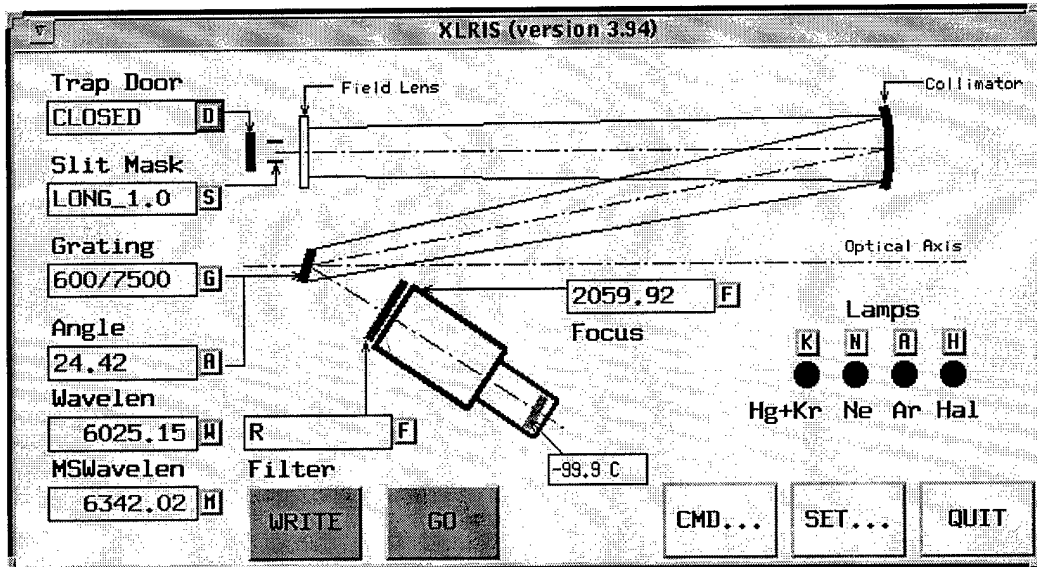 XLRIS (version 3.94)
Trap Door
CLOSED D
Field Lens
Collimator
Slit Mask
LONG_1.0 S
Grating
600/7500 G
Optical Axis
2059.92 F
Focus
Angle
24.42 A
Lamps
K N A H
Hg+Kr Ne Ar Hal
Wavelen
6025.15 W
R F
Filter
-99.9 C
MSWavelen
6342.02 M
WRITE GO CMD... SET... QUIT